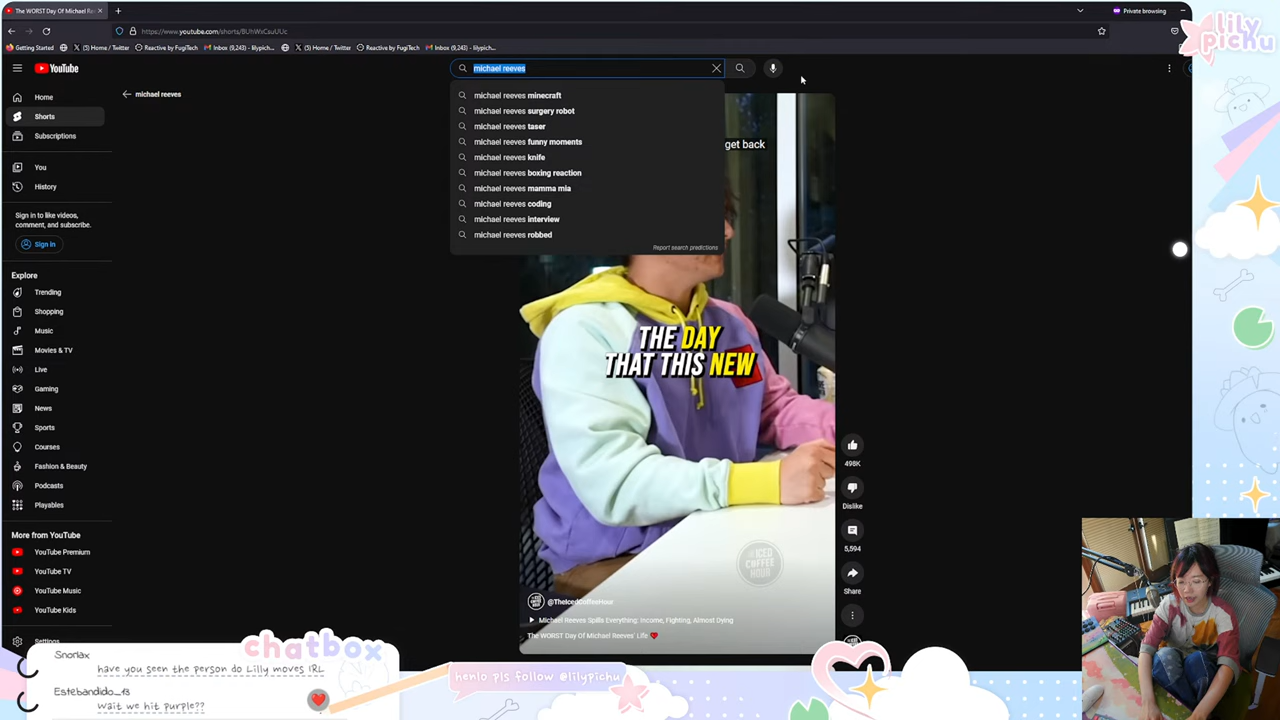 The WORST Day Of Michael Ree
Private browsing
https://www.youtube.com/shorts/
Getting Started
(5) Home / Twitter
Reactive by FugiTech
Inbox (9,243) - lilypich...
(3) Home / Twitter
Reactive by FugiTech
Inbox (9,243) - lilypich...
lily
pichu
YouTube
michael reeves
michael reeves
Home
Shorts
Subscriptions
You
History
Sign in to like videos,
comment, and subscribe.
Sign in
Explore
Trending
Shopping
Music
Movies & TV
Live
Gaming
News
Sports
Courses
Fashion & Beauty
Podcasts
Playables
More from YouTube
YouTube Premium
YouTube TV
YouTube Music
YouTube Kids
Settings
michael reeves minecraft
michael reeves surgery robot
michael reeves taser
michael reeves funny moments
michael reeves knife
michael reeves boxing reaction
michael reeves mamma mia
michael reeves coding
michael reeves interview
michael reeves robbed
Report search predictions
get back
THE DAY
THAT THIS NEW
THE
ICED
COFFEE
HOUR
@TheIcedCoffeeHour
Michael Reeves Spills Everything: Income, Fighting, Almost Dying
The WORST Day Of Michael Reeves' Life
498K
Dislike
5,594
Share
chatbox
Snorlax
have you seen the person do Lilly moves IRL
Estebandido_13
Wait we hit purple??
henlo pls follow @lilypichu